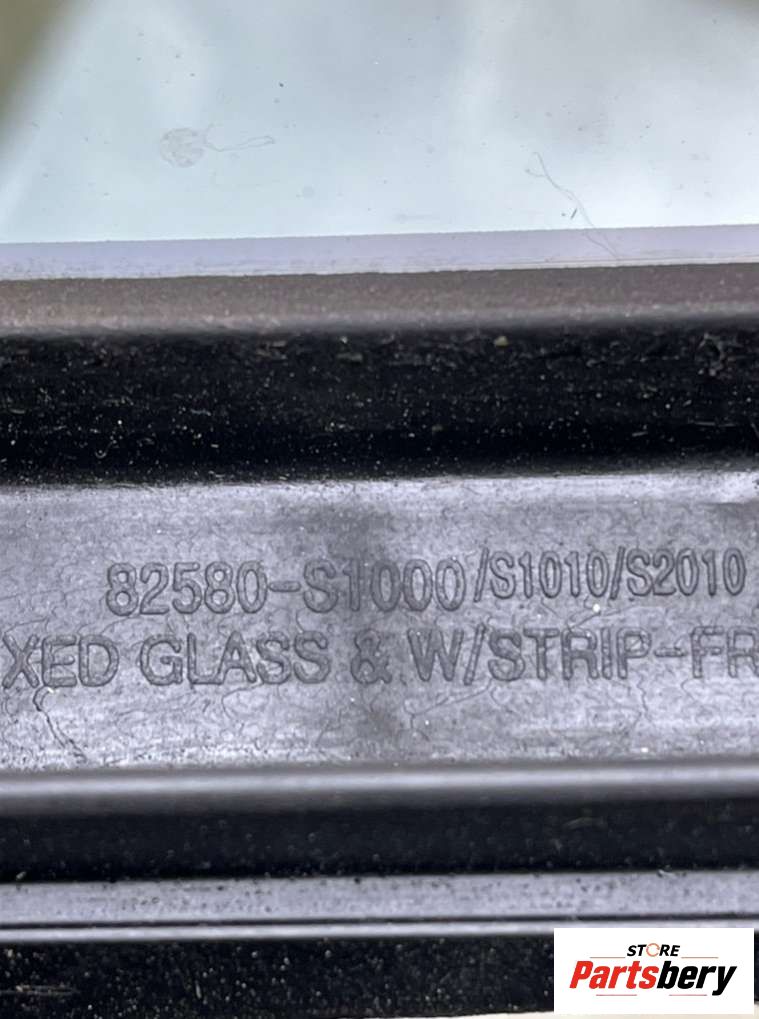 82580-S1000/S1010/S2010
XED GLASS & W/STRIP-FR
STORE
Partsbery